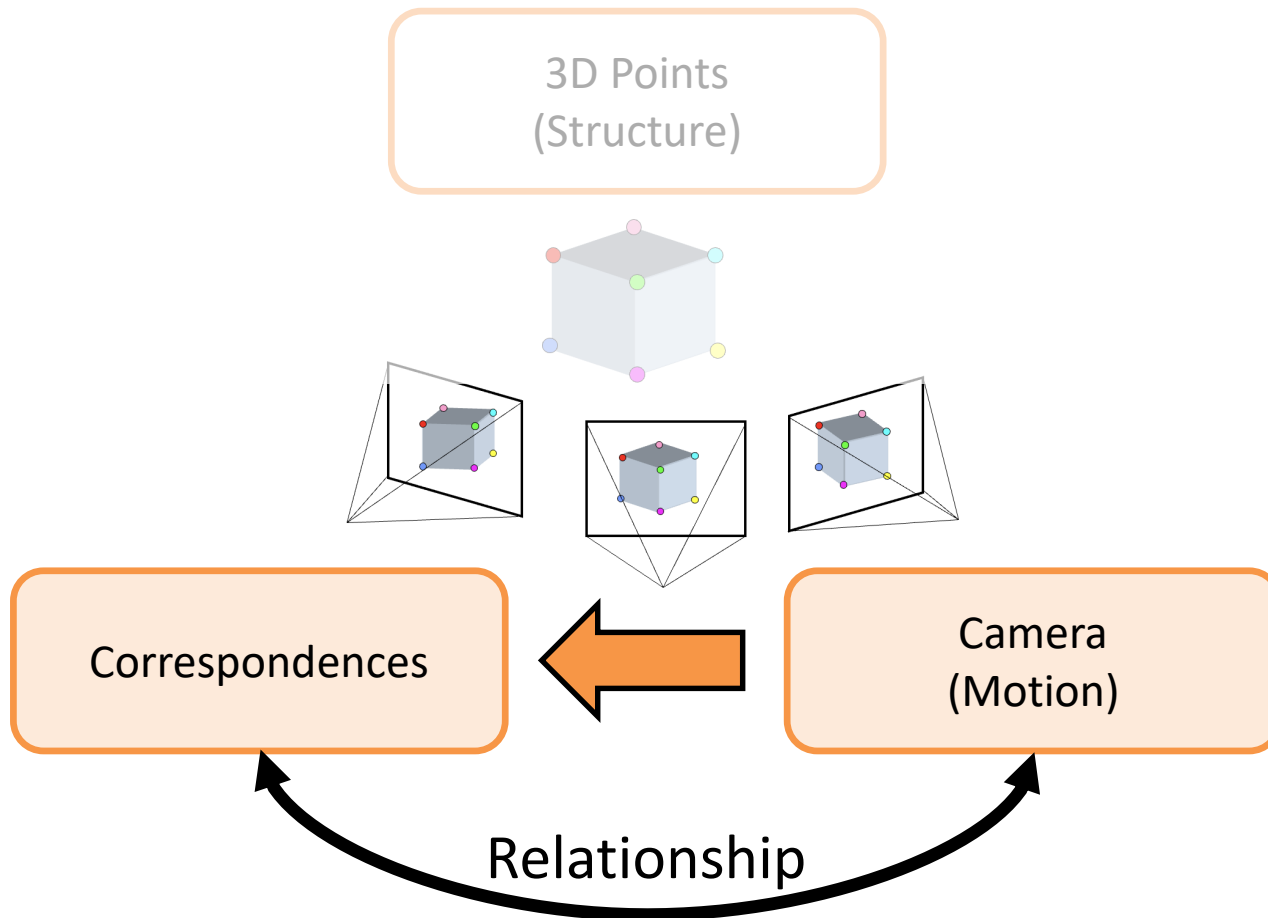 3D Points
(Structure)
Correspondences
Camera
(Motion)
Relationship